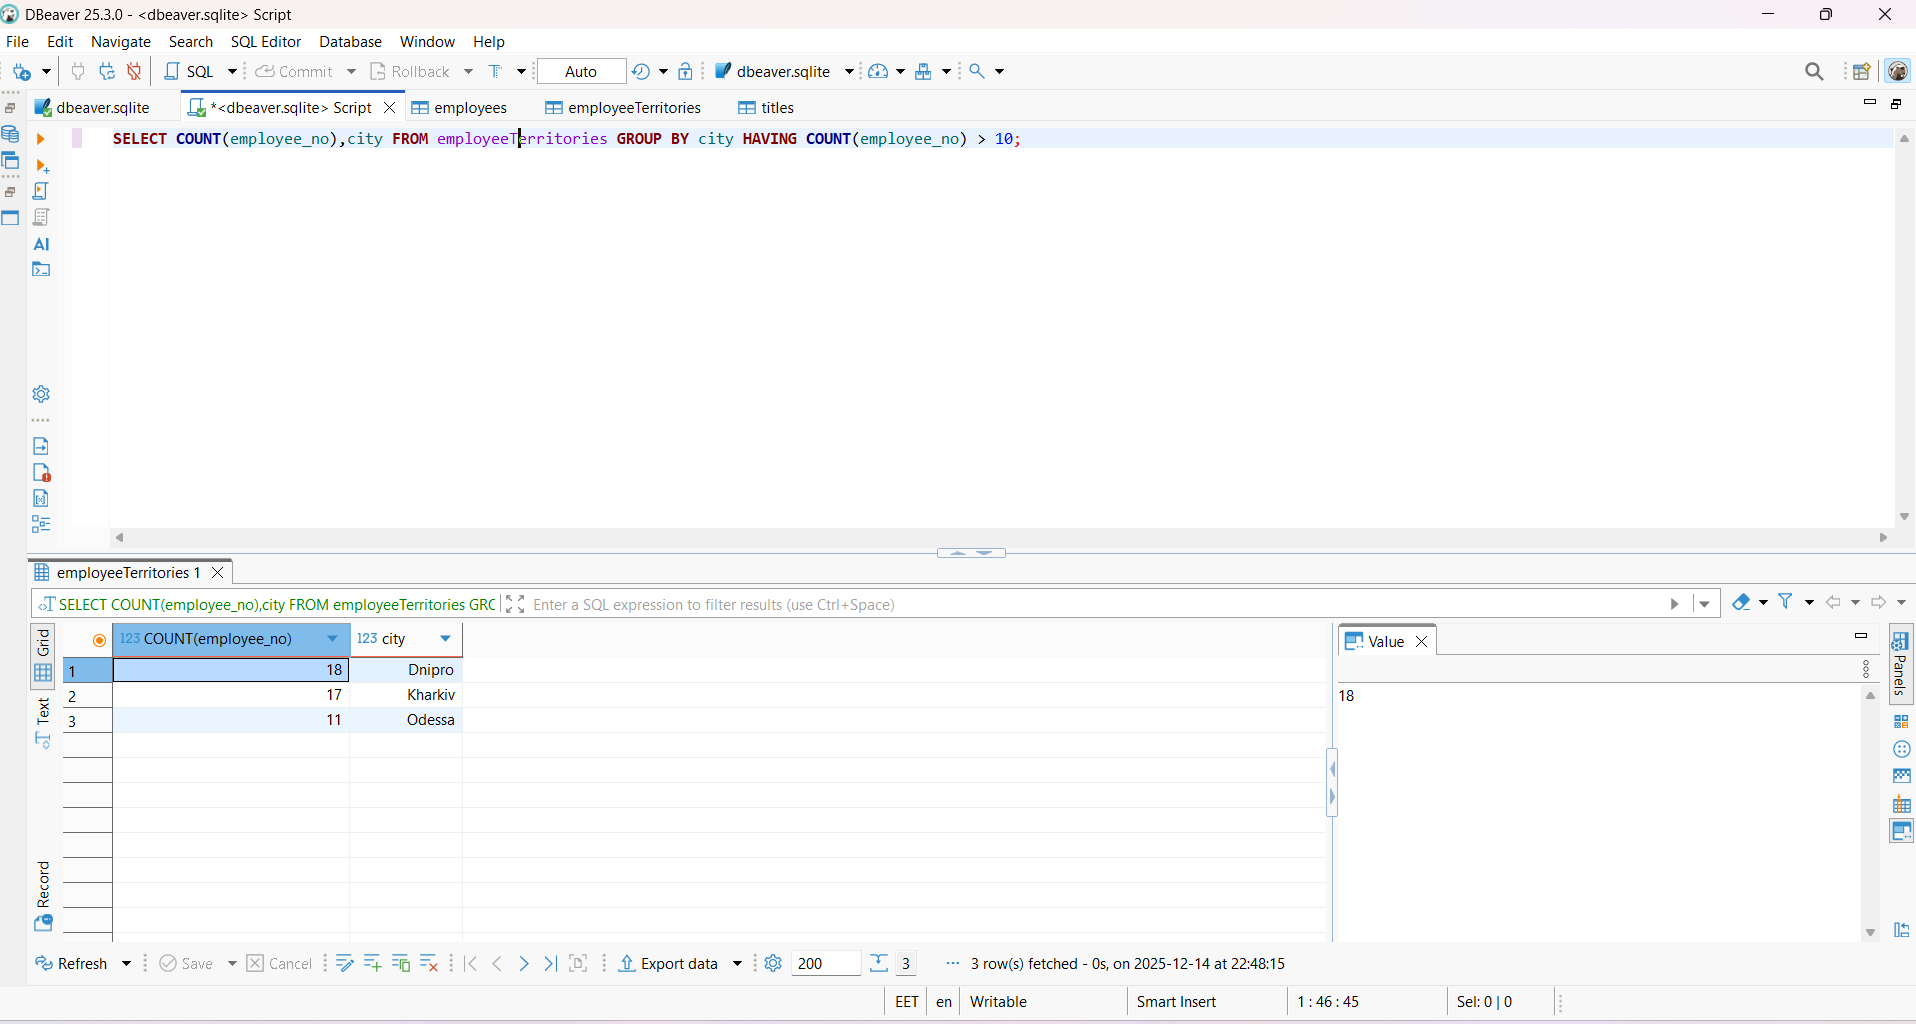 DBeaver 25.3.0 - <dbeaver.sqlite> Script
File Edit Navigate Search SQL Editor Database Window Help
SQL Commit Rollback Auto dbeaver.sqlite
dbeaver.sqlite *<dbeaver.sqlite> Script employees employeeTerritories titles
SELECT COUNT(employee_no),city FROM employeeTerritories GROUP BY city HAVING COUNT(employee_no) > 10;
AI
employeeTerritories 1
SELECT COUNT(employee_no),city FROM employeeTerritories GRC Enter a SQL expression to filter results (use Ctrl+Space)
Grid
Text
Record
123 COUNT(employee_no) 123 city
1 18 Dnipro
2 17 Kharkiv
3 11 Odessa
Value
18
Panels
Refresh Save Cancel Export data 200 3 ... 3 row(s) fetched - 0s, on 2025-12-14 at 22:48:15
EET en Writable Smart Insert 1 : 46 : 45 Sel: 0 | 0